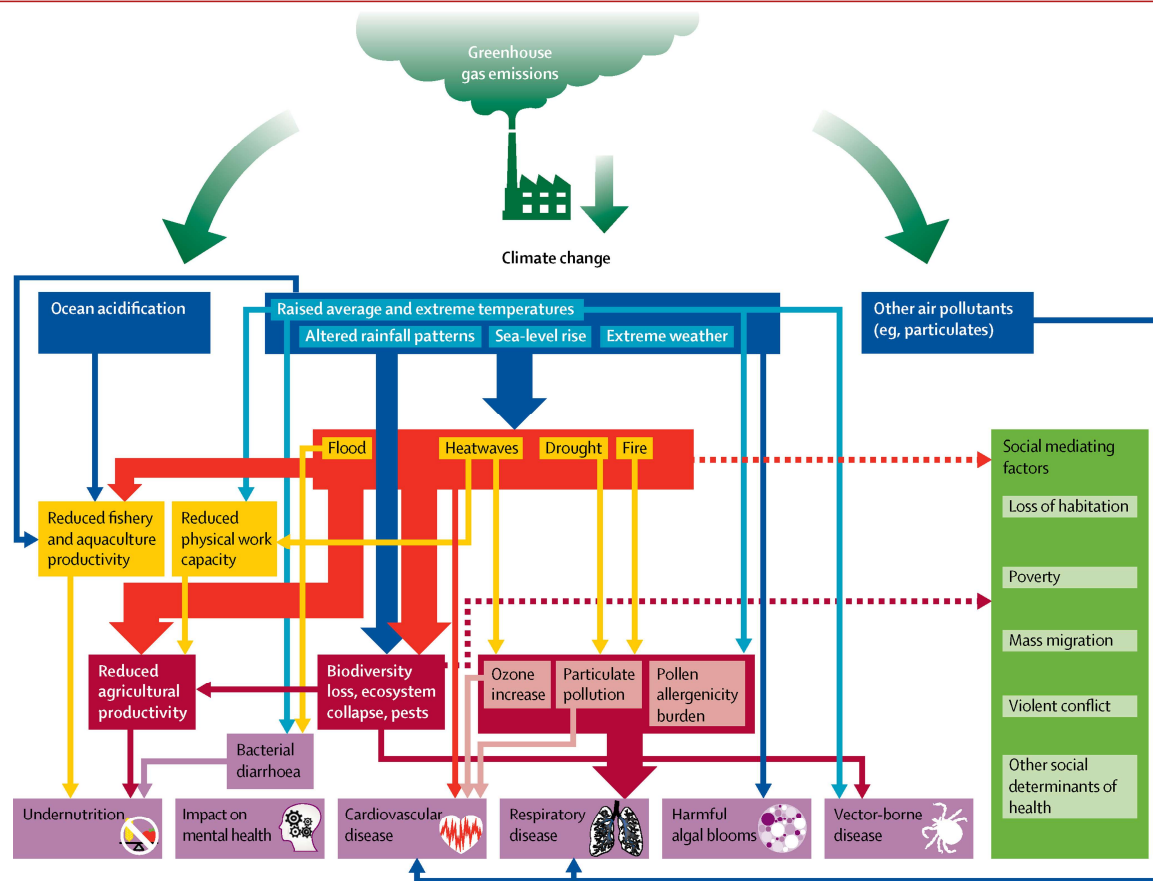 Greenhouse
gas emissions
Climate change
Ocean acidification
Raised average and extreme temperatures
Altered rainfall patterns
Sea-level rise
Extreme weather
Other air pollutants
(eg, particulates)
Flood
Heatwaves
Drought
Fire
Social mediating
factors
Loss of habitation
Poverty
Mass migration
Violent conflict
Other social
determinants of
health
Reduced fishery
and aquaculture
productivity
Reduced
physical work
capacity
Reduced
agricultural
productivity
Biodiversity
loss, ecosystem
collapse, pests
Ozone
increase
Particulate
pollution
Pollen
allergenicity
burden
Bacterial
diarrhoea
Undernutrition
Impact on
mental health
Cardiovascular
disease
Respiratory
disease
Harmful
algal blooms
Vector-borne
disease